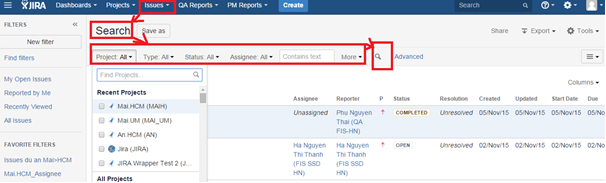 JIRA Dashboards Projects Issues QA Reports PM Reports Create
FILTERS
New filter
Find filters
My Open Issues
Reported by Me
Recently Viewed
All Issues
FAVORITE FILTERS
Issues du an Mai-HCM
Mai.HCM_Assignee
Search Save as
Share Export Tools
Project: All Type: All Status: All Assignee: All Contains text More Advanced
Find Projects...
Recent Projects
Mai.HCM (MAIH)
Mai.UM (MAI_UM)
An.HCM (AN)
Jira (JIRA)
JIRA Wrapper Test 2 (J...
All Projects
Columns
Assignee Reporter P Status Resolution Created Updated Start Date Due
Unassigned Phu Nguyen Thai (QA FIS-HN) COMPLETED Unresolved 05/Nov/15 05/Nov/15 05/Nov/15 05/N
Ha Nguyen Thi Thanh (FIS SSD HN) Ha Nguyen Thi Thanh (FIS SSD HN) OPEN Unresolved 02/Nov/15 02/Nov/15 02/Nov/15 02/N